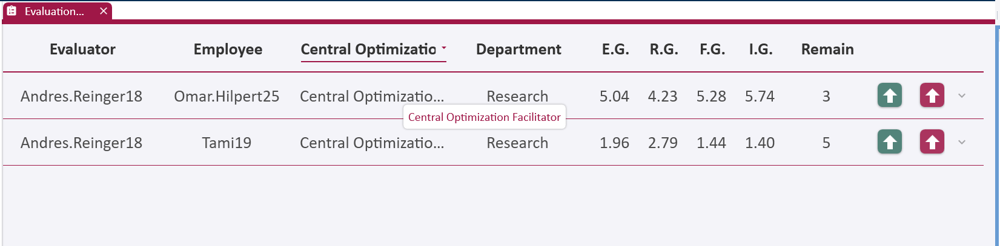 Evaluation...
Evaluator Employee Central Optimizatio Department E.G. R.G. F.G. I.G. Remain
Andres.Reinger18 Omar.Hilpert25 Central Optimizatio... Research 5.04 4.23 5.28 5.74 3
Central Optimization Facilitator
Andres.Reinger18 Tami19 Central Optimizatio... Research 1.96 2.79 1.44 1.40 5